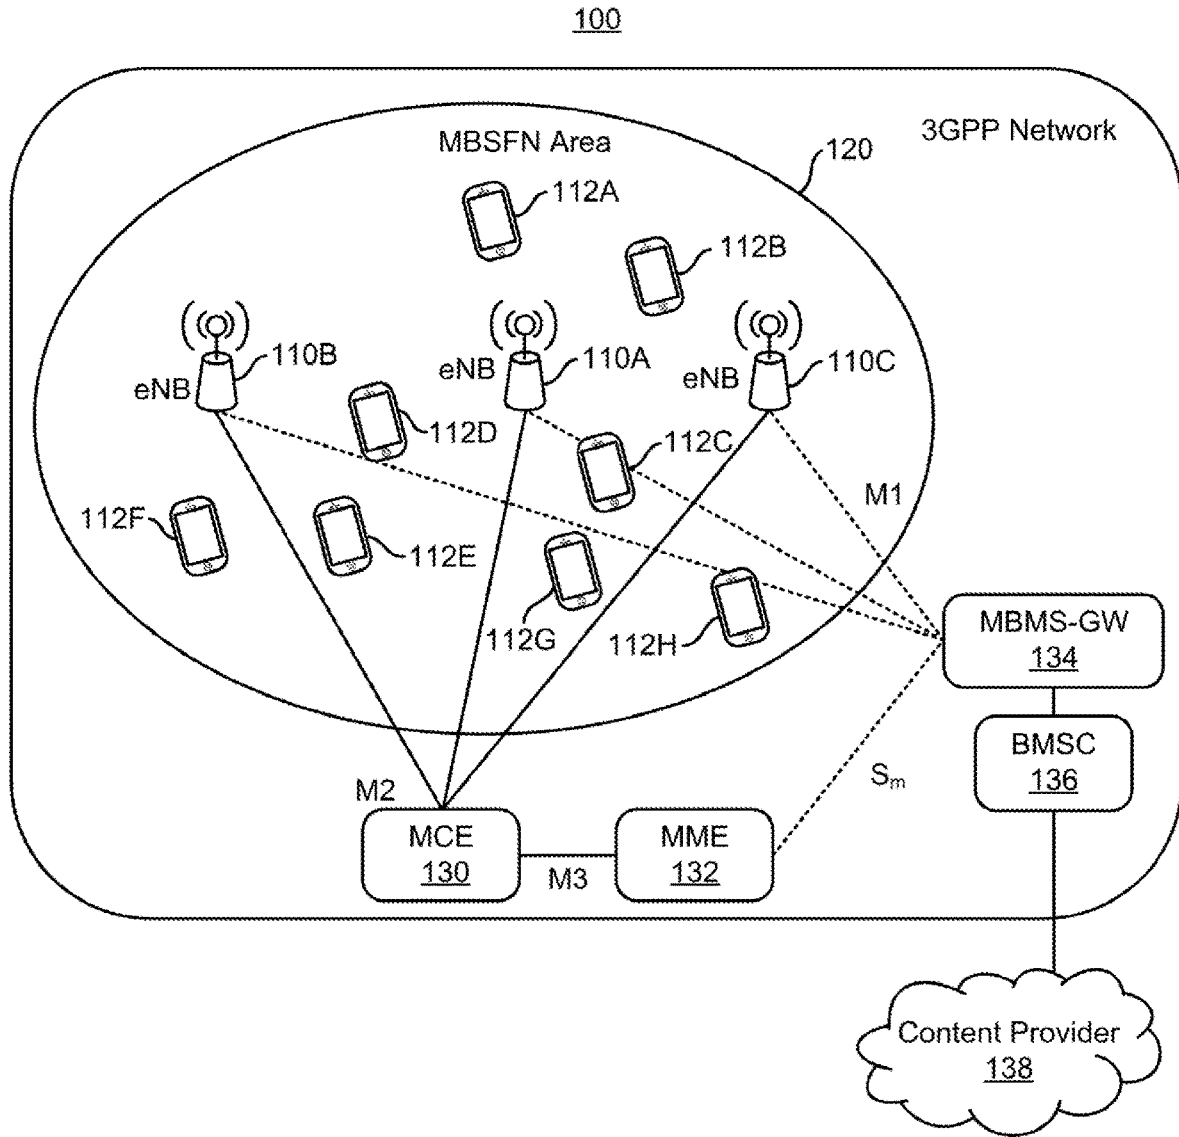 100
3GPP Network
MBSFN Area
120
112A
112B
110B
eNB
110A
eNB
110C
eNB
112D
112C
M1
112F
112E
112G
112H
MBMS-GW
134
BMSC
136
Sm
M2
MCE
130
M3
MME
132
Content Provider
138